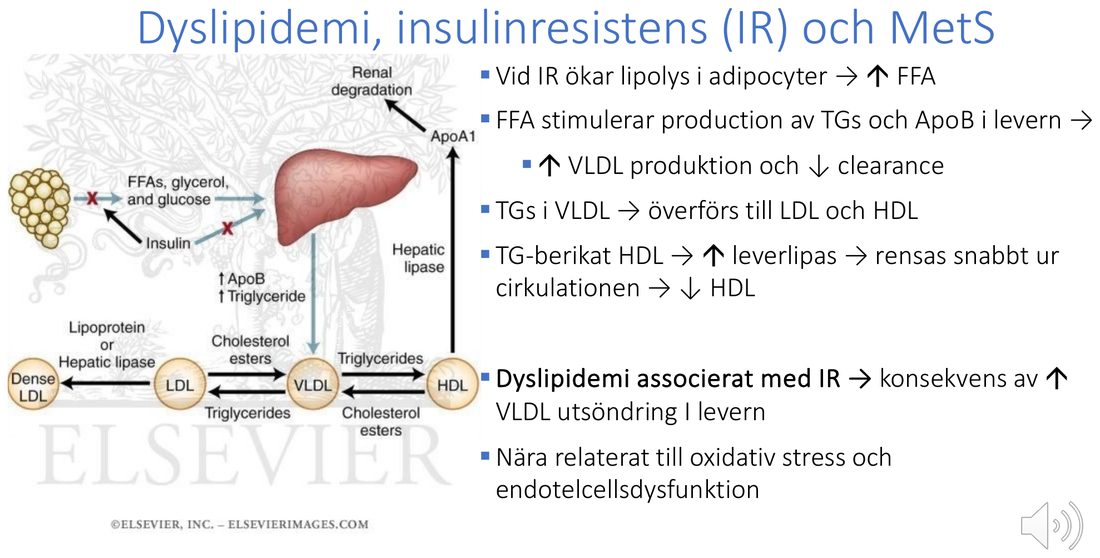 Dyslipidemi, insulinresistens (IR) och MetS
Renal
degradation
ApoA1
FFAs, glycerol,
and glucose
X
Insulin
X
Hepatic
lipase
↑ApoB
↑Triglyceride
Lipoprotein
or
Hepatic lipase
Cholesterol
esters
Triglycerides
Dense
LDL
LDL
VLDL
HDL
Triglycerides
Cholesterol
esters
ELSEVIER
©ELSEVIER, INC. – ELSEVIERIMAGES.COM
▪ Vid IR ökar lipolys i adipocyter → ↑ FFA
▪ FFA stimulerar production av TGs och ApoB i levern →
▪ ↑ VLDL produktion och ↓ clearance
▪ TGs i VLDL → överförs till LDL och HDL
▪ TG-berikat HDL → ↑ leverlipas → rensas snabbt ur
cirkulationen → ↓ HDL
▪ Dyslipidemi associerat med IR → konsekvens av ↑
VLDL utsöndring I levern
▪ Nära relaterat till oxidativ stress och
endotelcellsdysfunktion